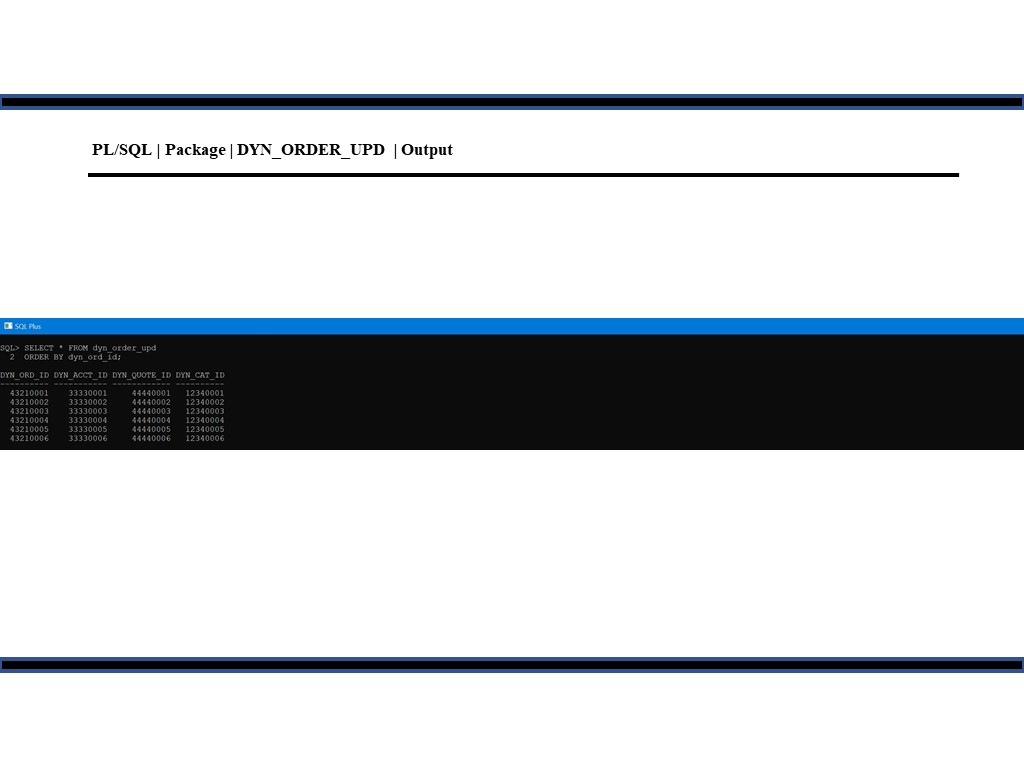 PL/SQL | Package | DYN_ORDER_UPD | Output
SQL Plus
SQL> SELECT * FROM dyn_order_upd
2 ORDER BY dyn_ord_id;
DYN_ORD_ID DYN_ACCT_ID DYN_QUOTE_ID DYN_CAT_ID
---------- ----------- ------------ ----------
43210001 33330001 44440001 12340001
43210002 33330002 44440002 12340002
43210003 33330003 44440003 12340003
43210004 33330004 44440004 12340004
43210005 33330005 44440005 12340005
43210006 33330006 44440006 12340006